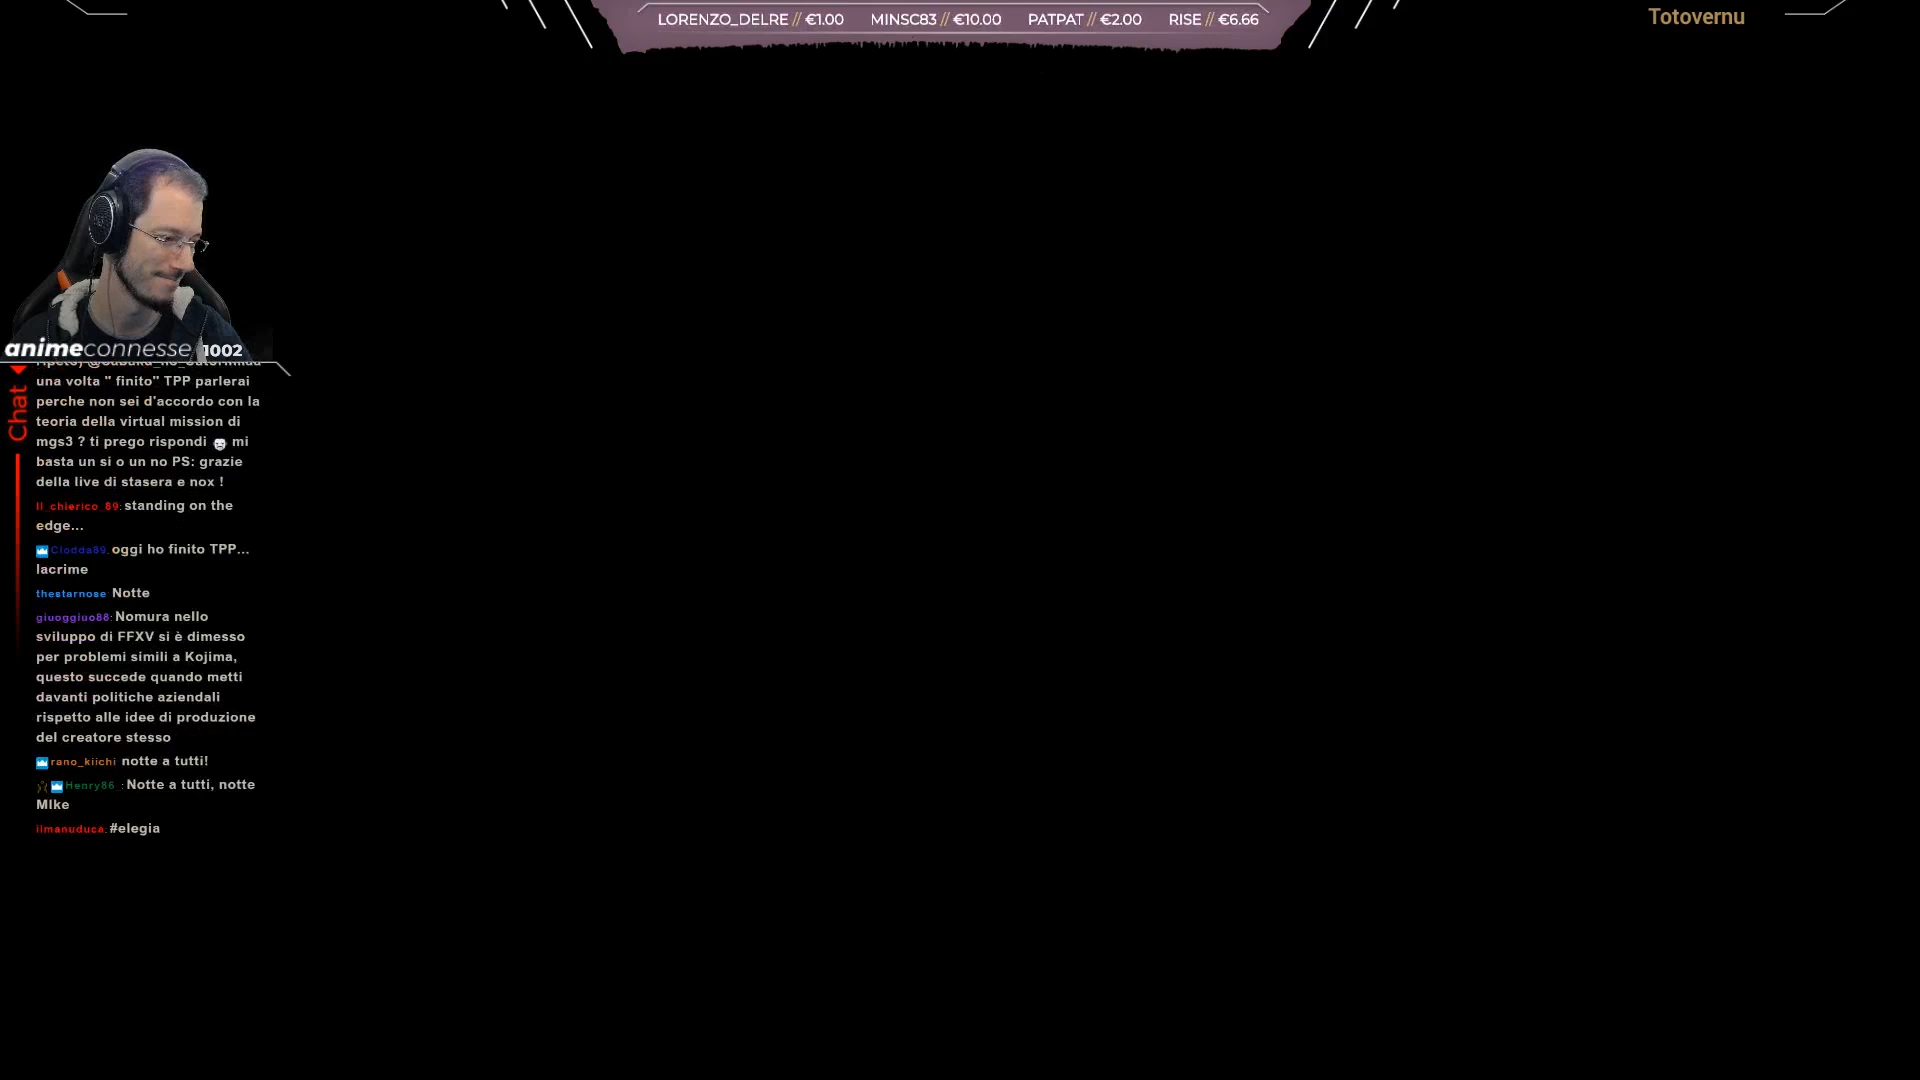 LORENZO_DELRE // €1.00 MINSC83 // €10.00 PATPAT // €2.00 RISE // €6.66
Totovernu
animeconnesse 1002
Chat
una volta " finito" TPP parlerai
perche non sei d'accordo con la
teoria della virtual mission di
mgs3 ? ti prego rispondi mi
basta un si o un no PS: grazie
della live di stasera e nox !
Il_chierico_89: standing on the
edge...
Clodda89: oggi ho finito TPP...
lacrime
thestarnose: Notte
giuoggiuo88: Nomura nello
sviluppo di FFXV si è dimesso
per problemi simili a Kojima,
questo succede quando metti
davanti politiche aziendali
rispetto alle idee di produzione
del creatore stesso
rano_kiichi: notte a tutti!
Henry86_: Notte a tutti, notte
MIke
ilmanuduca: #elegia